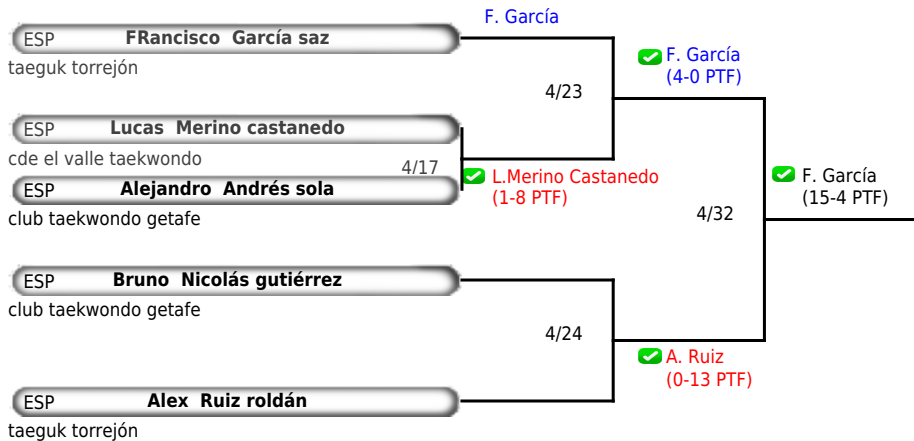 F. García
ESP FRancisco García saz
taeguk torrejón
F. García
(4-0 PTF)
4/23
ESP Lucas Merino castanedo
cde el valle taekwondo
4/17
L.Merino Castanedo
(1-8 PTF)
ESP Alejandro Andrés sola
club taekwondo getafe
F. García
(15-4 PTF)
4/32
ESP Bruno Nicolás gutiérrez
club taekwondo getafe
4/24
A. Ruiz
(0-13 PTF)
ESP Alex Ruiz roldán
taeguk torrejón